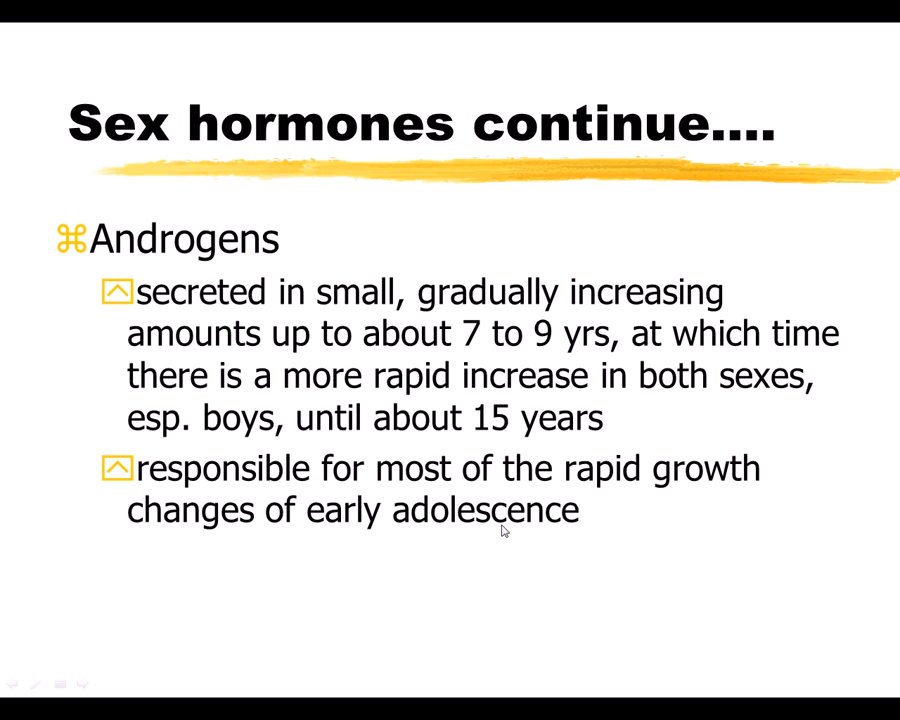 Sex hormones continue....
⌘Androgens
secreted in small, gradually increasing
amounts up to about 7 to 9 yrs, at which time
there is a more rapid increase in both sexes,
esp. boys, until about 15 years
responsible for most of the rapid growth
changes of early adolescence